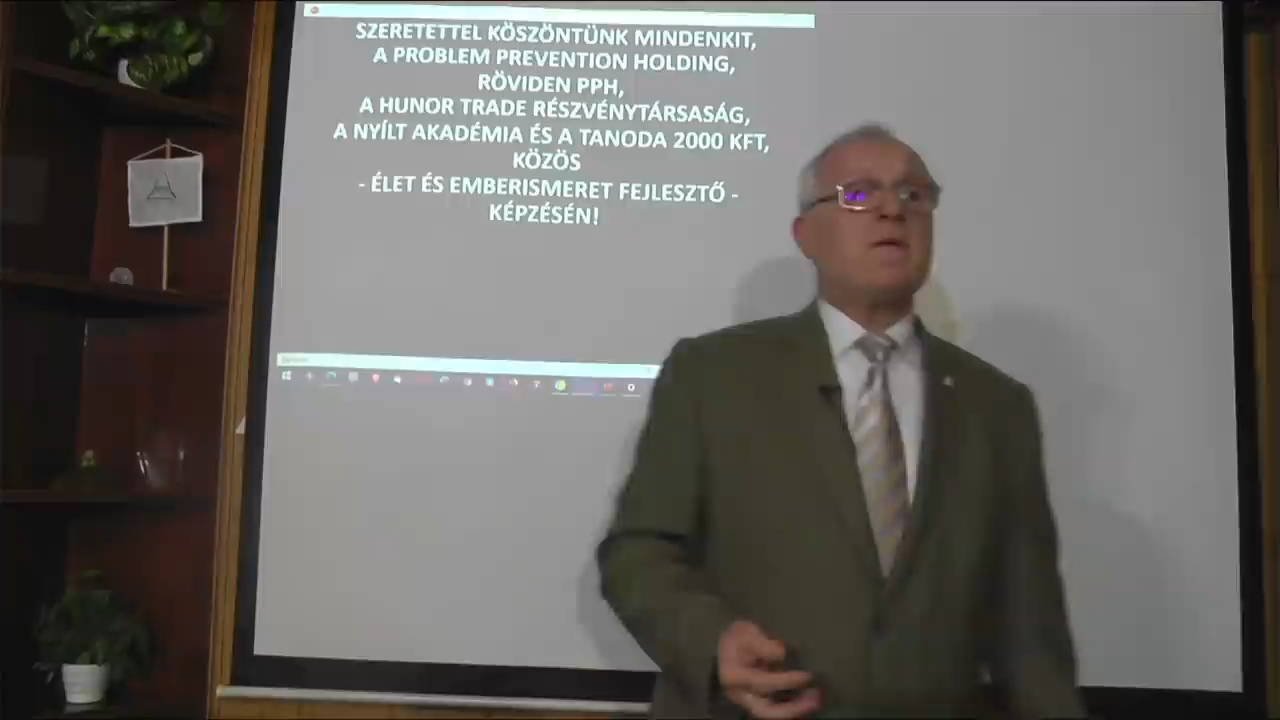 SZERETETTEL KÖSZÖNTÜNK MINDENKIT,
A PROBLEM PREVENTION HOLDING,
RÖVIDEN PPH,
A HUNOR TRADE RÉSZVÉNYTÁRSASÁG,
A NYÍLT AKADÉMIA ÉS A TANODA 2000 KFT,
KÖZÖS
- ÉLET ÉS EMBERISMERET FEJLESZTŐ -
KÉPZÉSÉN!